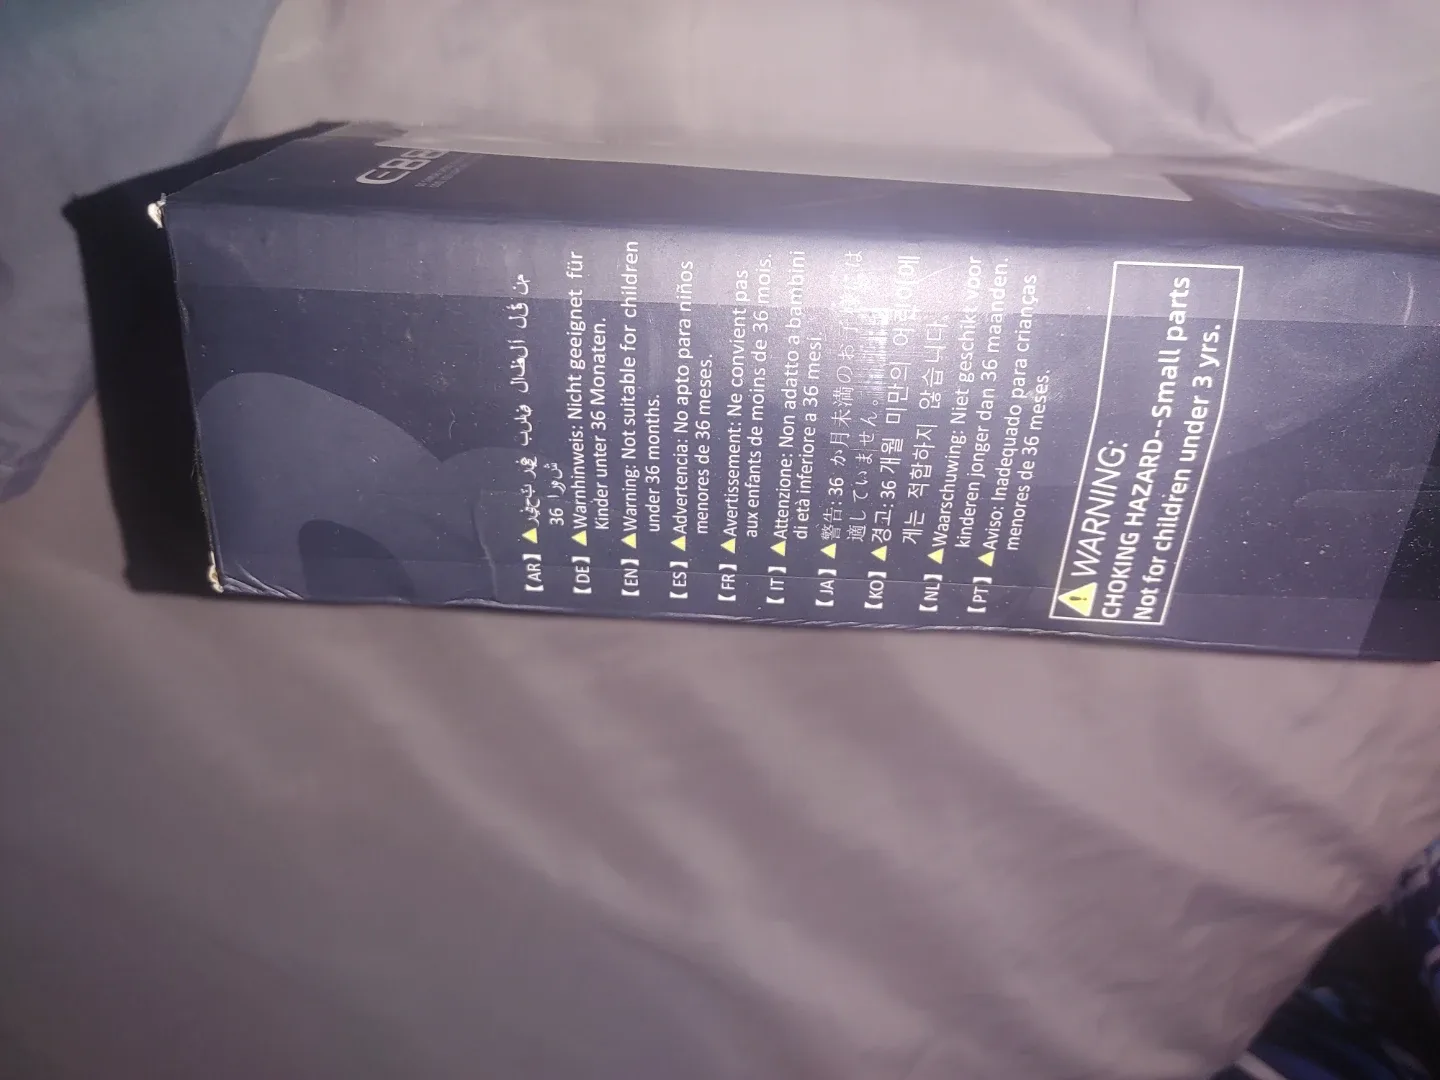 E88
【AR】
36
【DE】▲Warnhinweis: Nicht geeignet für
Kinder unter 36 Monaten.
【EN】▲Warning: Not suitable for children
under 36 months.
【ES】▲Advertencia: No apto para niños
menores de 36 meses.
【FR】▲Avertissement: Ne convient pas
aux enfants de moins de 36 mois.
【IT】▲Attenzione: Non adatto a bambini
di età inferiore a 36 mesi.
【JA】▲警告: 36 か月未満のお子様には
適していません。
【KO】▲경고: 36 개월 미만의 어린이에
게는 적합하지 않습니다.
【NL】▲Waarschuwing: Niet geschikt voor
kinderen jonger dan 36 maanden.
【PT】▲Aviso: Inadequado para crianças
menores de 36 meses.
WARNING:
CHOKING HAZARD--Small parts
Not for children under 3 yrs.